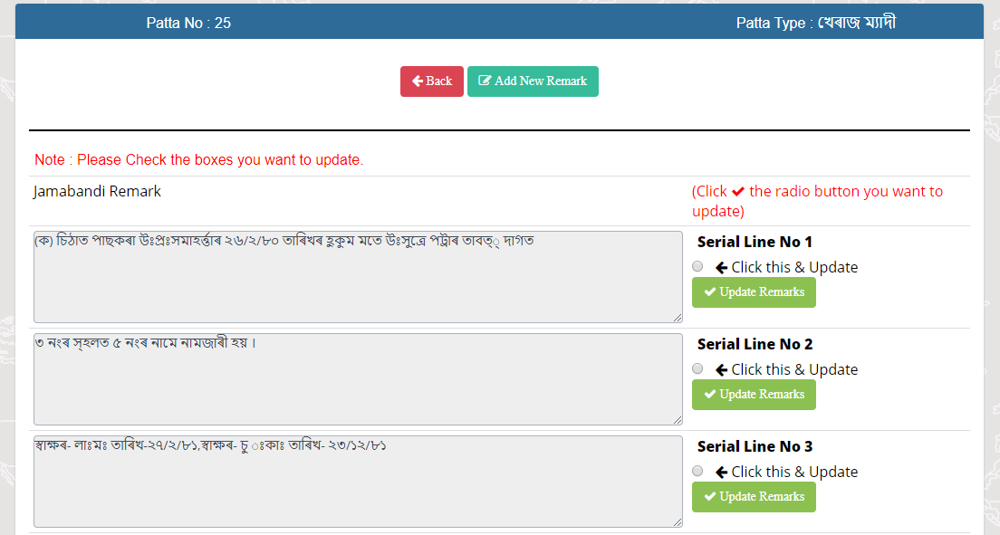 Patta No : 25 Patta Type : খেৰাজ ম্যাদী
Back Add New Remark
Note : Please Check the boxes you want to update.
Jamabandi Remark
(Click the radio button you want to
update)
(ক) চিঠাত পাছকৰা উঃপ্রঃসমাহৰ্ত্তাৰ ২৬/২/৮০ তাৰিখৰ হুকুম মতে উঃসুত্ৰে পট্টাৰ তাবত্্ দাগত
Serial Line No 1
Click this & Update
Update Remarks
৩ নংৰ স্হলত ৫ নংৰ নামে নামজাৰী হয় ।
Serial Line No 2
Click this & Update
Update Remarks
স্বাক্ষৰ- লাঃমঃ তাৰিখ-২৭/২/৮১,স্বাক্ষৰ- চু ঃকাঃ তাৰিখ- ২৩/১২/৮১
Serial Line No 3
Click this & Update
Update Remarks